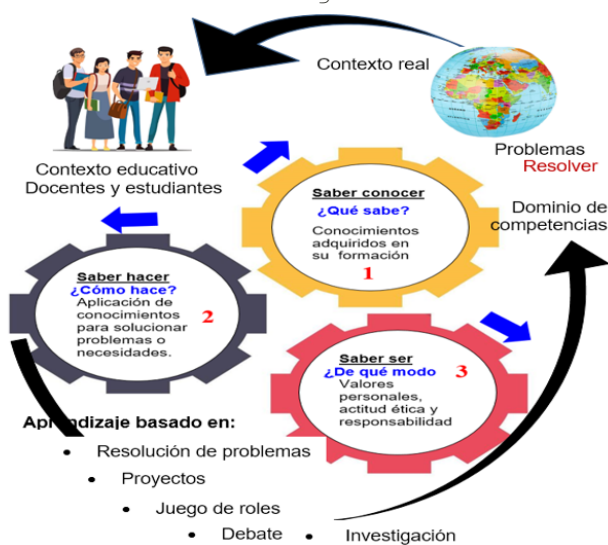 Contexto real
Problemas
Resolver
Contexto educativo
Docentes y estudiantes
Dominio de
competencias
Saber conocer
¿Qué sabe?
Conocimientos
adquiridos en
su formación
1
Saber hacer
¿Cómo hace?
Aplicación de
conocimientos
para solucionar
problemas o
necesidades.
2
Saber ser
¿De qué modo
Valores
personales,
actitud ética y
responsabilidad
3
Aprendizaje basado en:
• Resolución de problemas
• Proyectos
• Juego de roles
• Debate
• Investigación